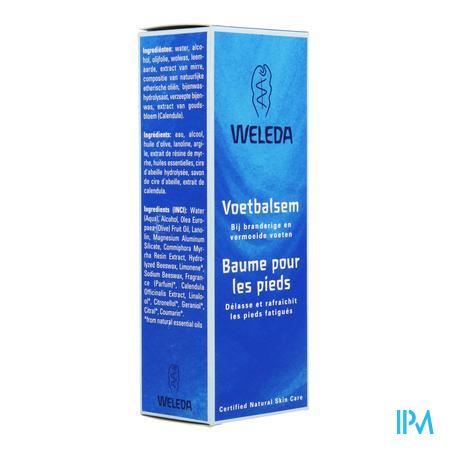 Ingrediënten: water, alco-
hol, olijfolie, wolwas, leem-
aarde, extract van mirre,
compositie van natuurlijke
etherische oliën, bijenwas-
hydrolysaat, verzeepte bijen-
was, extract van gouds-
bloem (Calendula).
Ingrédients: eau, alcool,
huile d'olive, lanoline, argi-
le, extrait de résine de myr-
rhe, huiles essentielles, cire
d'abeille hydrolysée, savon
de cire d'abeille, extrait de
calendula.
Ingredients (INCI): Water
(Aqua), Alcohol, Olea Euro-
paea (Olive) Fruit Oil, Lano-
lin, Magnesium Aluminum
Silicate, Commiphora Myr-
rha Resin Extract, Hydro-
lyzed Beeswax, Limonene*,
Sodium Beeswax, Fragran-
ce (Parfum)*, Calendula
Officinalis Extract, Linalo-
ol*, Citronellol*, Geraniol*,
Citral*, Coumarin*.
*from natural essential oils
WELEDA
WELEDA
Voetbalsem
Bij branderige en
vermoeide voeten
Baume pour
les pieds
Délasse et rafraîchit
les pieds fatigués
Certified Natural Skin Care
IPM